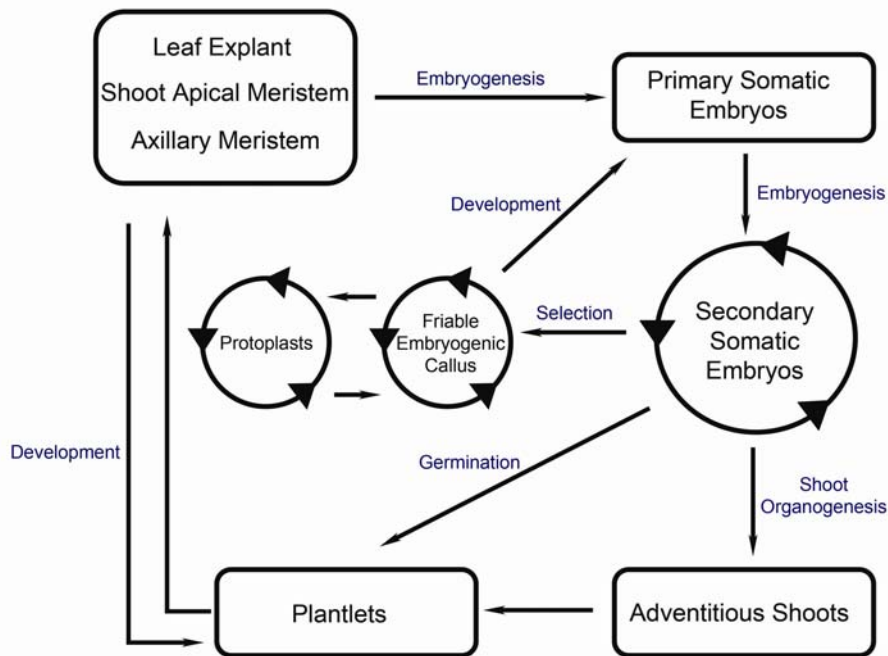 Leaf Explant
Shoot Apical Meristem
Axillary Meristem
Embryogenesis
Primary Somatic
Embryos
Development
Embryogenesis
Protoplasts
Friable
Embryogenic
Callus
Selection
Secondary
Somatic
Embryos
Development
Germination
Shoot
Organogenesis
Plantlets
Adventitious Shoots